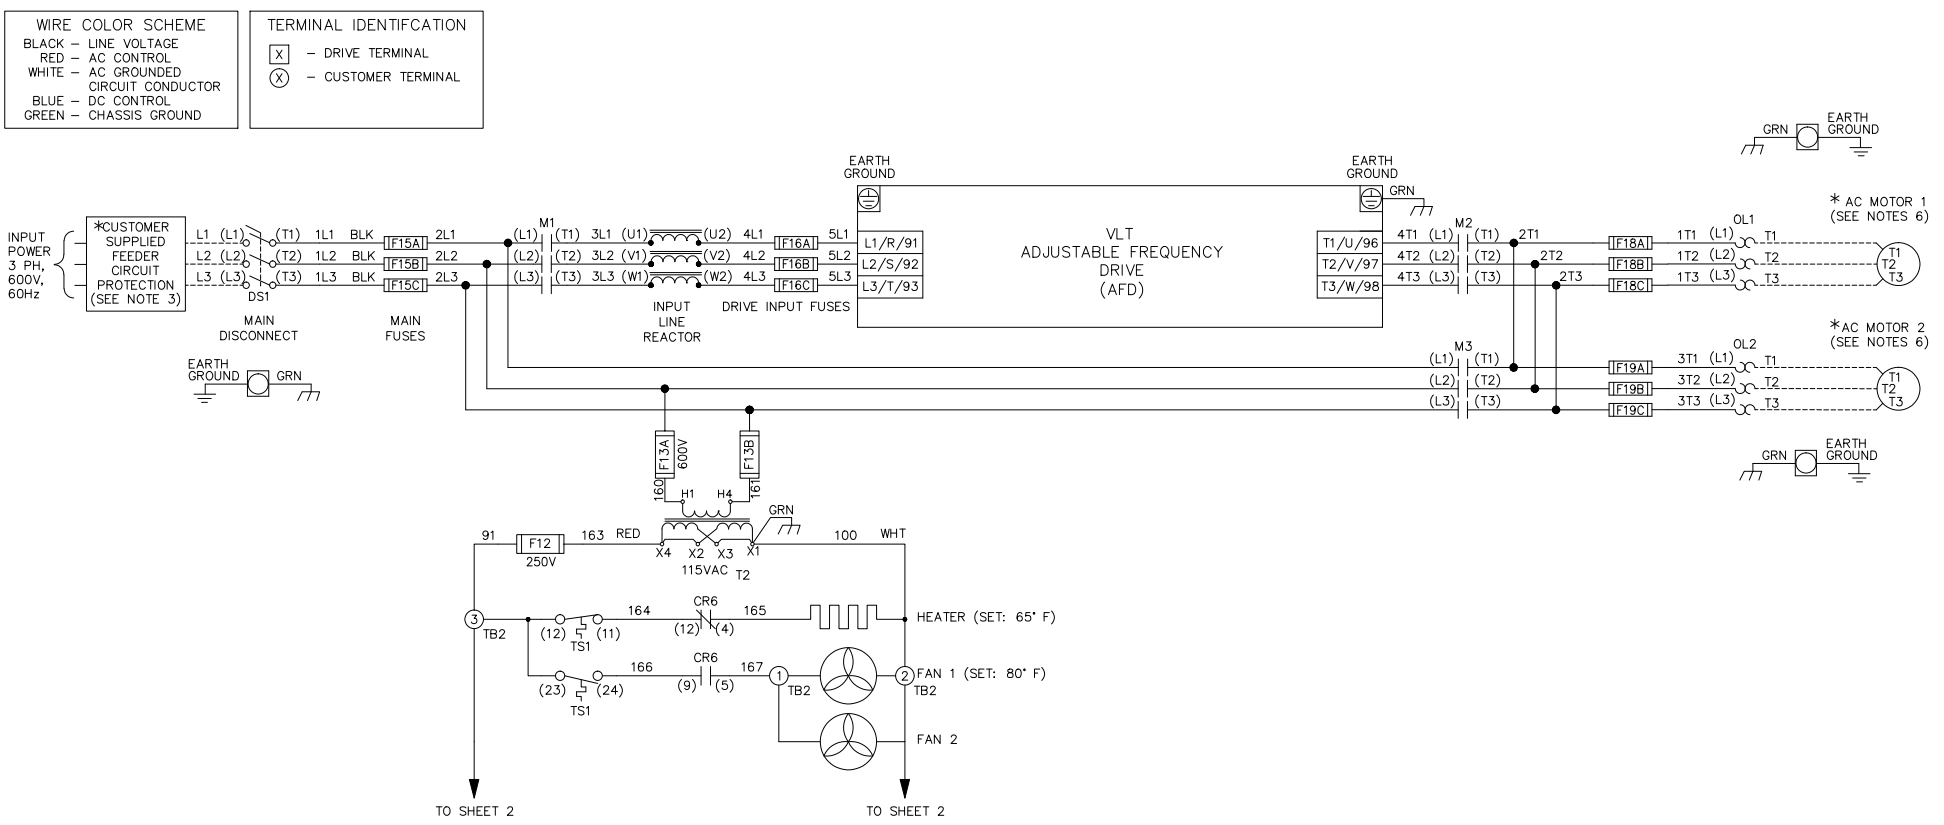 WIRE COLOR SCHEME
BLACK – LINE VOLTAGE
RED – AC CONTROL
WHITE – AC GROUNDED
CIRCUIT CONDUCTOR
BLUE – DC CONTROL
GREEN – CHASSIS GROUND
TERMINAL IDENTIFCATION
X – DRIVE TERMINAL
X – CUSTOMER TERMINAL
INPUT
POWER
3 PH,
600V,
60Hz
*CUSTOMER
SUPPLIED
FEEDER
CIRCUIT
PROTECTION
(SEE NOTE 3)
L1 (L1) (T1) 1L1 BLK F15A 2L1 (L1) M1 (T1) 3L1 (U1) (U2) 4L1 F16A 5L1
L2 (L2) 1L2 BLK F15B 2L2 (L2) (T2) 3L2 (V1) (V2) 4L2 F16B 5L2
L3 (L3) (T3) 1L3 BLK F15C 2L3 (L3) (T3) 3L3 (W1) (W2) 4L3 F16C 5L3
DS1
MAIN
DISCONNECT
MAIN
FUSES
INPUT
LINE
REACTOR
DRIVE INPUT FUSES
EARTH
GROUND
GRN
EARTH
GROUND
L1/R/91
L2/S/92
L3/T/93
VLT
ADJUSTABLE FREQUENCY
DRIVE
(AFD)
EARTH
GROUND
GRN
T1/U/96
T2/V/97
T3/W/98
M2
4T1 (L1) (T1) 2T1 F18A 1T1 (L1) T1
4T2 (L2) (T2) 2T2 F18B 1T2 (L2) T2
4T3 (L3) (T3) 2T3 F18C 1T3 (L3) T3
OL1
GRN
EARTH
GROUND
* AC MOTOR 1
(SEE NOTES 6)
T1
T2
T3
M3
(L1) (T1) F19A 3T1 (L1) T1
(L2) (T2) F19B 3T2 (L2) T2
(L3) (T3) F19C 3T3 (L3) T3
OL2
*AC MOTOR 2
(SEE NOTES 6)
T1
T2
T3
GRN
EARTH
GROUND
F13A
600V
F13B
160
161
H1 H4
GRN
91 F12 163 RED
250V
X4 X2 X3 X1
115VAC T2
100 WHT
3
TB2
(12) (11)
TS1
164
CR6
(12) (4)
165
HEATER (SET: 65° F)
(23) (24)
TS1
166
CR6
(9) (5)
167
1
TB2
2
TB2
FAN 1 (SET: 80° F)
FAN 2
TO SHEET 2
TO SHEET 2